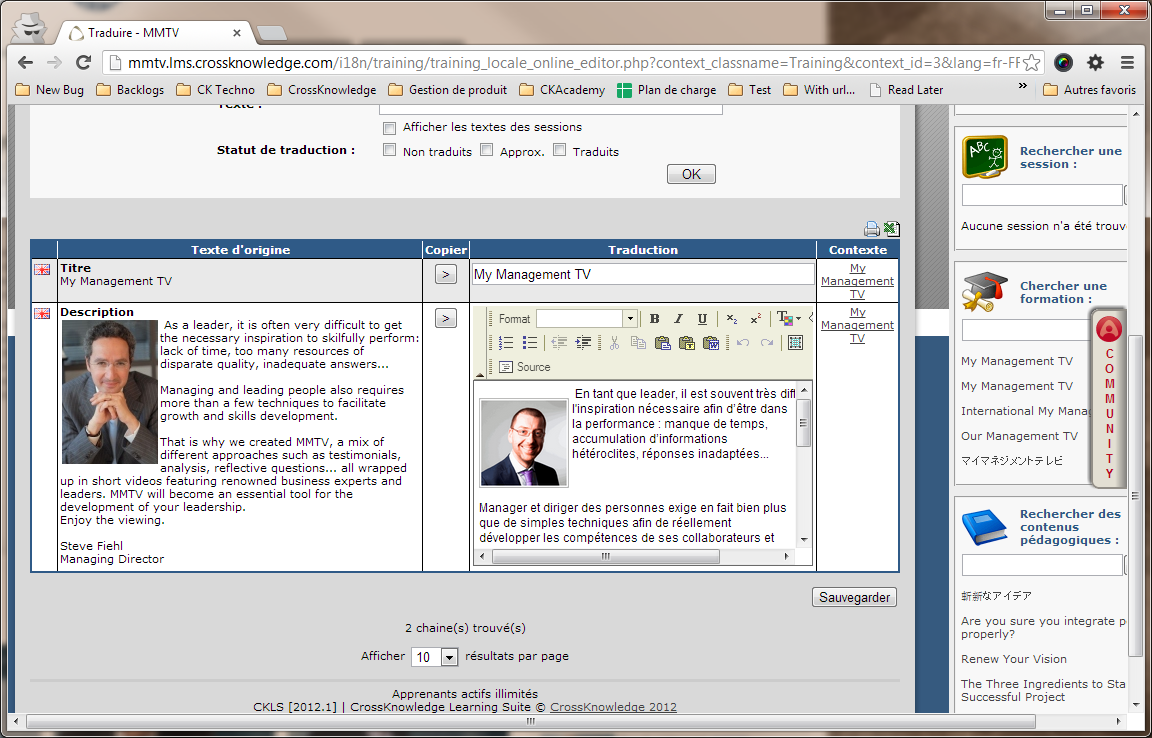 Traduire - MMTV
mmtv.lms.crossknowledge.com/i18n/training/training_locale_online_editor.php?context_classname=Training&context_id=3&lang=fr-FR
New Bug Backlogs CK Techno CrossKnowledge Gestion de produit CKAcademy Plan de charge Test With url... Read Later » Autres favoris
Texte :
Afficher les textes des sessions
Statut de traduction : Non traduits Approx. Traduits
OK
Texte d'origine Copier Traduction Contexte
Titre
My Management TV
>
My Management TV
My
Management
TV
Description
As a leader, it is often very difficult to get
the necessary inspiration to skilfully perform:
lack of time, too many resources of
disparate quality, inadequate answers...
Managing and leading people also requires
more than a few techniques to facilitate
growth and skills development.
That is why we created MMTV, a mix of
different approaches such as testimonials,
analysis, reflective questions... all wrapped
up in short videos featuring renowned business experts and
leaders. MMTV will become an essential tool for the
development of your leadership.
Enjoy the viewing.
Steve Fiehl
Managing Director
>
Format B I U x₂ x²
Source
En tant que leader, il est souvent très diff
l'inspiration nécessaire afin d'être dans
la performance : manque de temps,
accumulation d'informations
hétéroclites, réponses inadaptées...
Manager et diriger des personnes exige en fait bien plus
que de simples techniques afin de réellement
développer les compétences de ses collaborateurs et
My
Management
TV
Sauvegarder
2 chaine(s) trouvé(s)
Afficher 10 résultats par page
Apprenants actifs illimités
CKLS [2012.1] | CrossKnowledge Learning Suite © CrossKnowledge 2012
ABC
Rechercher une
session :
Aucune session n'a été trouv
Chercher une
formation :
My Management TV
My Management TV
International My Manag
Our Management TV
マイマネジメントテレビ
COMMUNITY
Rechercher des
contenus
pédagogiques :
斬新なアイデア
Are you sure you integrate p
properly?
Renew Your Vision
The Three Ingredients to Sta
Successful Project